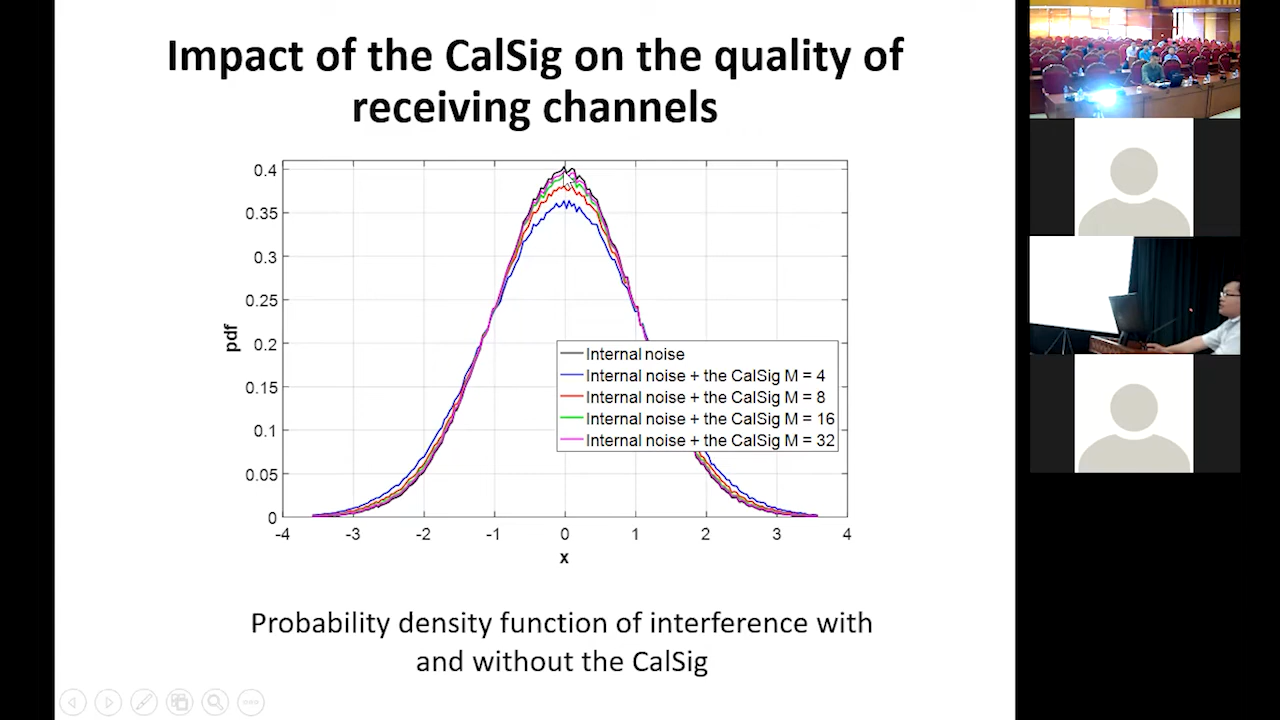 Impact of the CalSig on the quality of
receiving channels
0.4
0.35
0.3
0.25
0.2
0.15
0.1
0.05
0
pdf
-4 -3 -2 -1 0 1 2 3 4
x
Internal noise
Internal noise + the CalSig M = 4
Internal noise + the CalSig M = 8
Internal noise + the CalSig M = 16
Internal noise + the CalSig M = 32
Probability density function of interference with
and without the CalSig